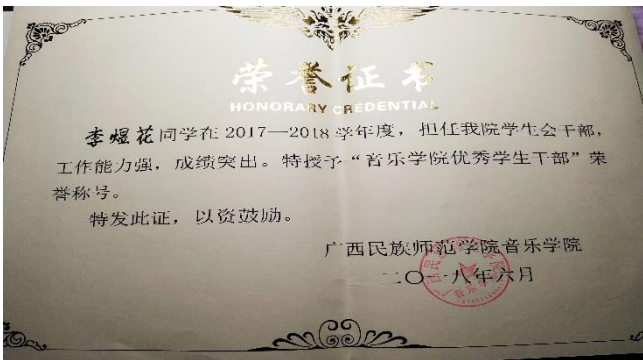 荣誉证书
HONORARY CREDENTIAL
李煜花同学在2017—2018学年度，担任我院学生会干部，
工作能力强，成绩突出。特授予“音乐学院优秀学生干部”荣
誉称号。
特发此证，以资鼓励。
广西民族师范学院音乐学院
二〇一八年六月